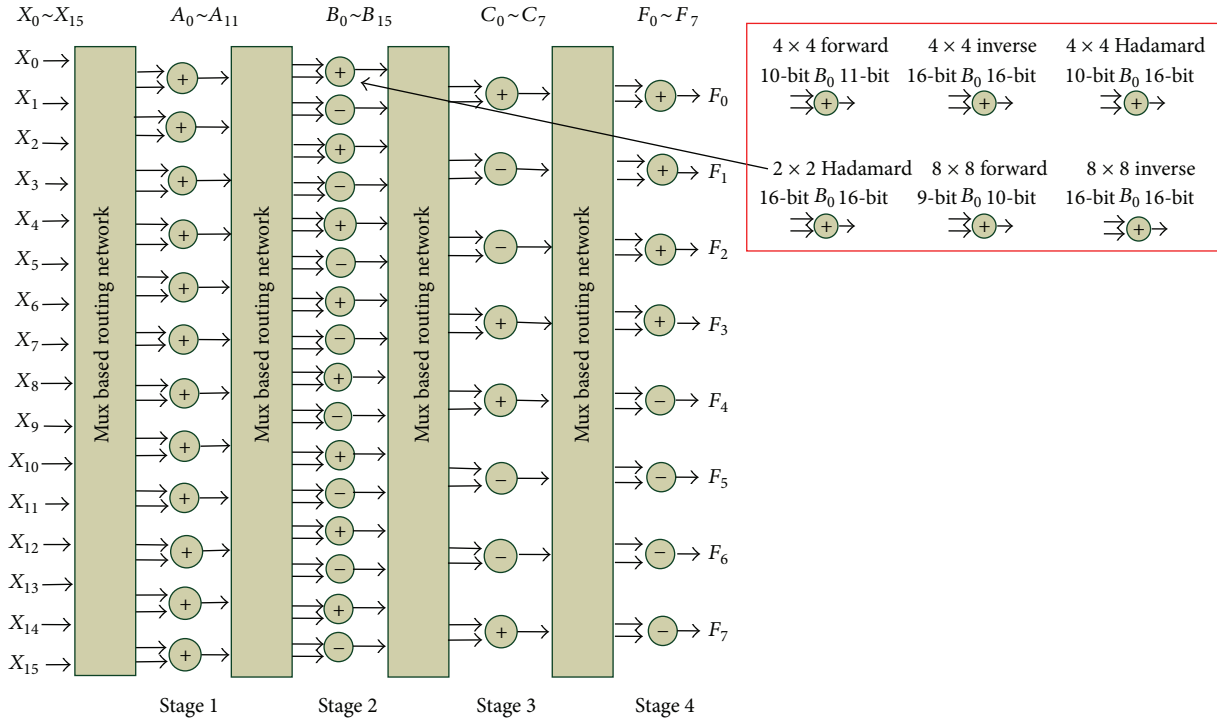 X₀~X₁₅ A₀~A₁₁ B₀~B₁₅ C₀~C₇ F₀~F₇
X₀
X₁
X₂
X₃
X₄
X₅
X₆
X₇
X₈
X₉
X₁₀
X₁₁
X₁₂
X₁₃
X₁₄
X₁₅
Mux based routing network
+
+
+
+
+
+
+
+
+
+
+
+
Mux based routing network
+
−
+
−
+
−
+
−
+
−
+
−
+
−
+
−
Mux based routing network
+
−
−
+
+
−
−
+
Mux based routing network
+
+
+
+
−
−
−
−
F₀
F₁
F₂
F₃
F₄
F₅
F₆
F₇
Stage 1 Stage 2 Stage 3 Stage 4
4 × 4 forward 4 × 4 inverse 4 × 4 Hadamard
10-bit B₀ 11-bit 16-bit B₀ 16-bit 10-bit B₀ 16-bit
+ + +
2 × 2 Hadamard 8 × 8 forward 8 × 8 inverse
16-bit B₀ 16-bit 9-bit B₀ 10-bit 16-bit B₀ 16-bit
+ + +